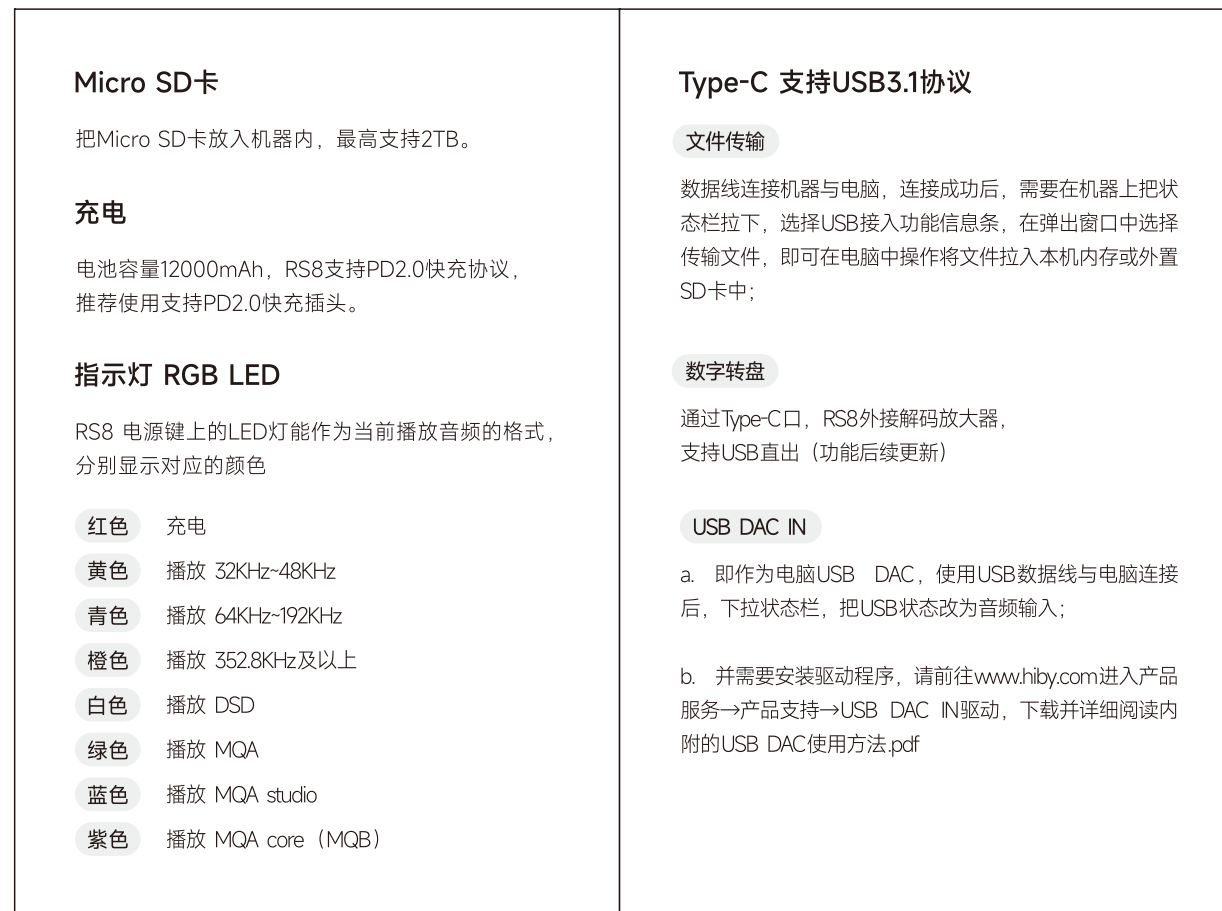 Micro SD卡
把Micro SD卡放入机器内，最高支持2TB。
充电
电池容量12000mAh，RS8支持PD2.0快充协议，
推荐使用支持PD2.0快充插头。
指示灯 RGB LED
RS8 电源键上的LED灯能作为当前播放音频的格式，
分别显示对应的颜色
红色 充电
黄色 播放 32KHz~48KHz
青色 播放 64KHz~192KHz
橙色 播放 352.8KHz及以上
白色 播放 DSD
绿色 播放 MQA
蓝色 播放 MQA studio
紫色 播放 MQA core（MQB）
Type-C 支持USB3.1协议
文件传输
数据线连接机器与电脑，连接成功后，需要在机器上把状
态栏拉下，选择USB接入功能信息条，在弹出窗口中选择
传输文件，即可在电脑中操作将文件拉入本机内存或外置
SD卡中；
数字转盘
通过Type-C口，RS8外接解码放大器，
支持USB直出（功能后续更新）
USB DAC IN
a. 即作为电脑USB DAC，使用USB数据线与电脑连接
后，下拉状态栏，把USB状态改为音频输入；
b. 并需要安装驱动程序，请前往www.hiby.com进入产品
服务→产品支持→USB DAC IN驱动，下载并详细阅读内
附的USB DAC使用方法.pdf